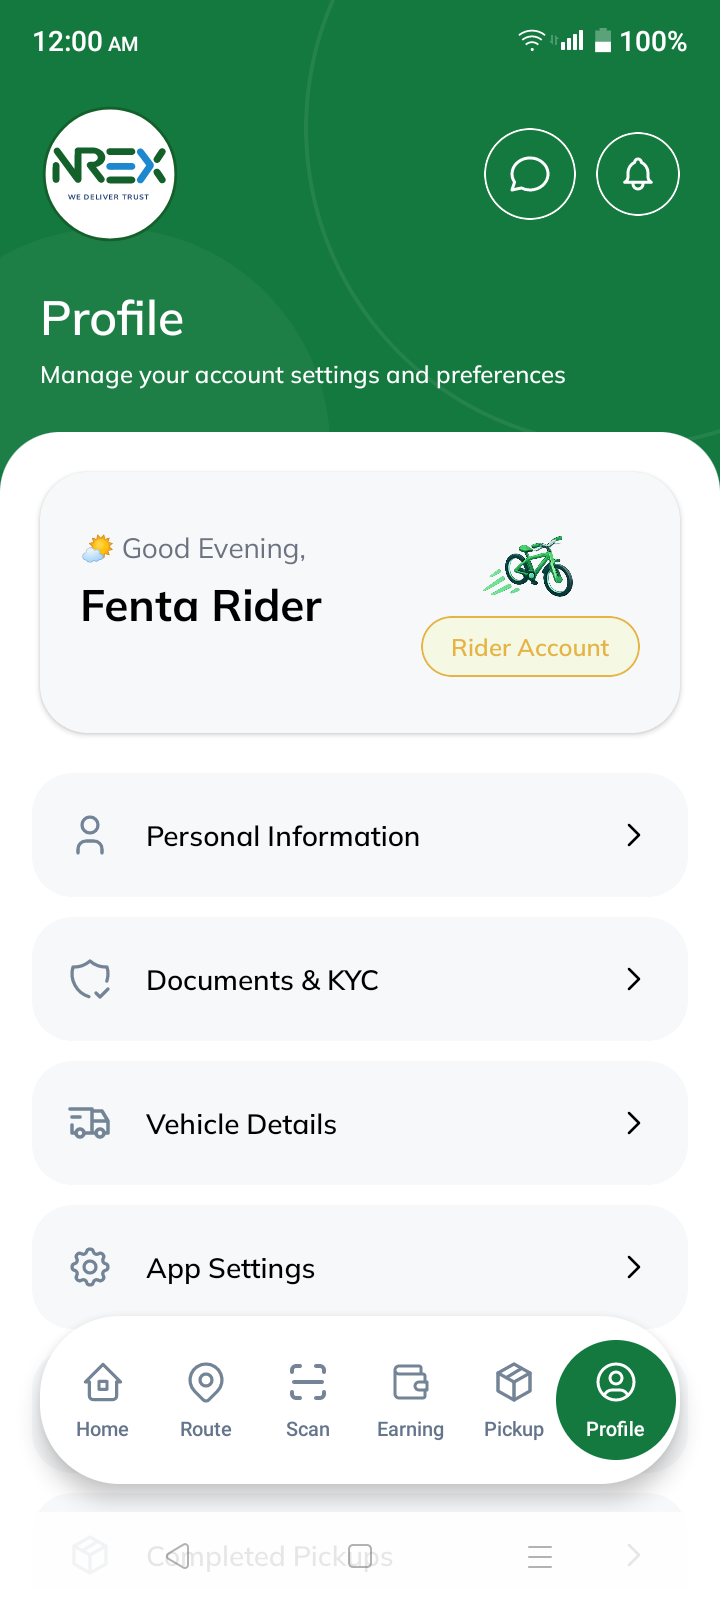 12:00 AM
100%
NREX
WE DELIVER TRUST
Profile
Manage your account settings and preferences
Good Evening,
Fenta Rider
Rider Account
Personal Information
Documents & KYC
Vehicle Details
App Settings
Home
Route
Scan
Earning
Pickup
Profile
Completed Pickups